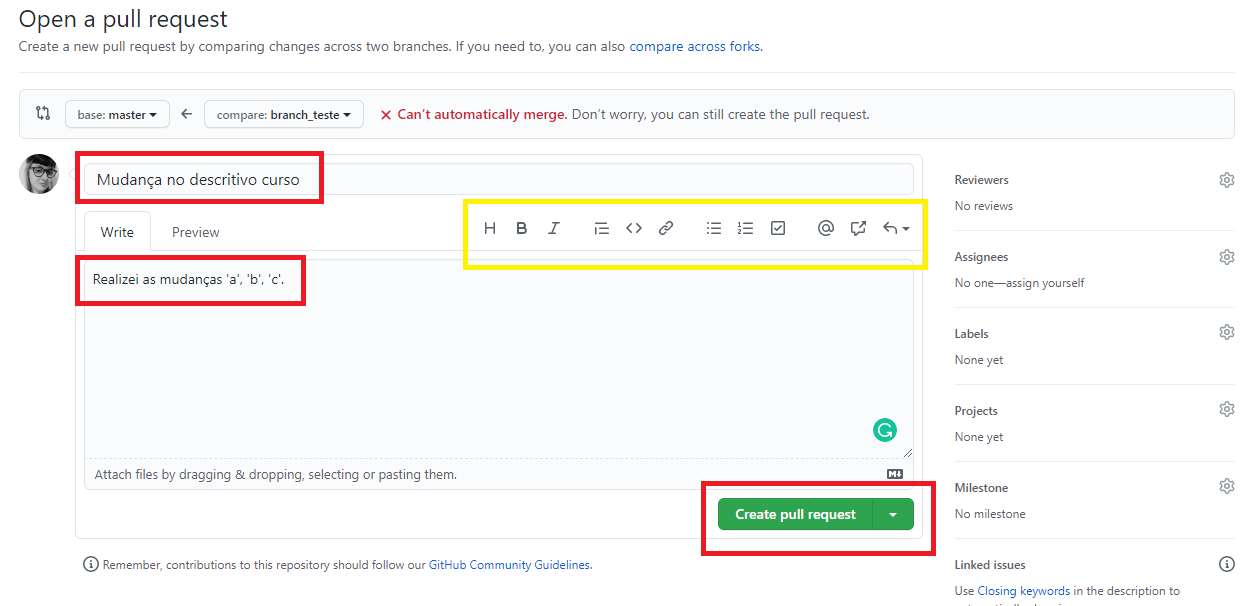 Open a pull request
Create a new pull request by comparing changes across two branches. If you need to, you can also compare across forks.
base: master
compare: branch_teste
Can’t automatically merge. Don’t worry, you can still create the pull request.
Mudança no descritivo curso
Write
Preview
H B I
Realizei as mudanças 'a', 'b', 'c'.
Attach files by dragging & dropping, selecting or pasting them.
Create pull request
Remember, contributions to this repository should follow our GitHub Community Guidelines.
Reviewers
No reviews
Assignees
No one—assign yourself
Labels
None yet
Projects
None yet
Milestone
No milestone
Linked issues
Use Closing keywords in the description to